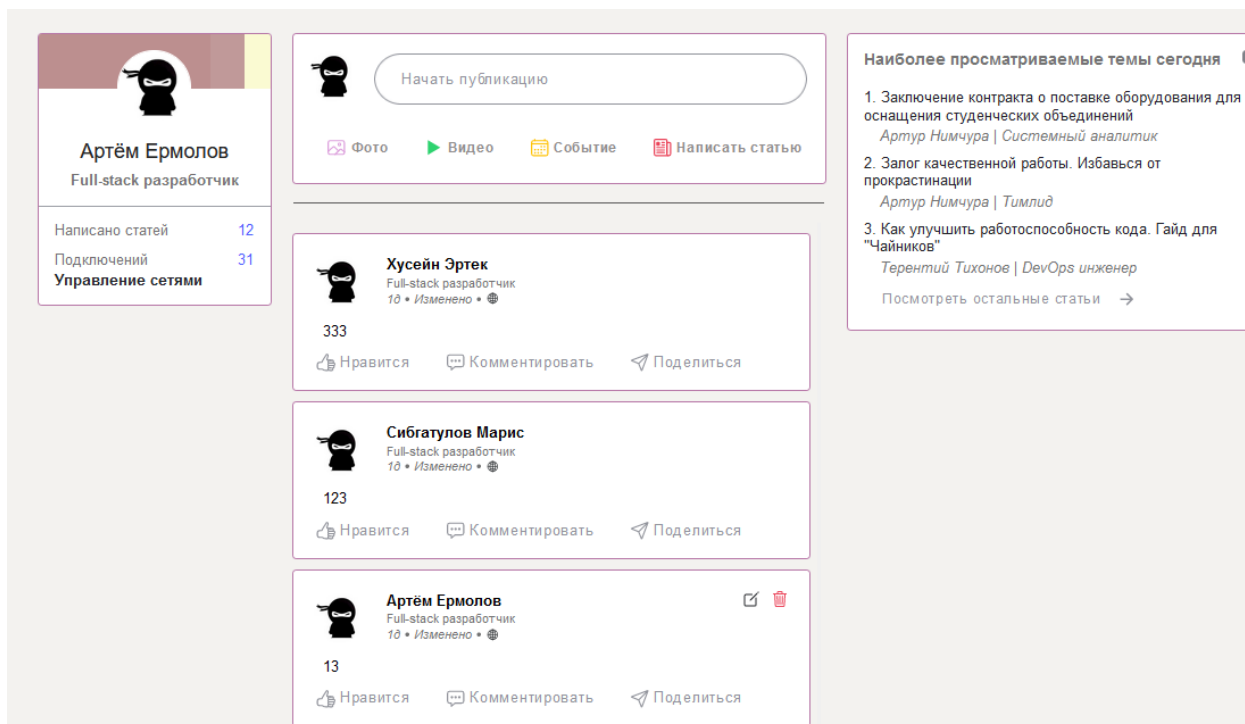 Артём Ермолов
Full-stack разработчик
Написано статей 12
Подключений 31
Управление сетями
Начать публикацию
Фото Видео Событие Написать статью
Хусейн Эртек
Full-stack разработчик
1д • Изменено •
333
Нравится Комментировать Поделиться
Сибгатулов Марис
Full-stack разработчик
1д • Изменено •
123
Нравится Комментировать Поделиться
Артём Ермолов
Full-stack разработчик
1д • Изменено •
13
Нравится Комментировать Поделиться
Наиболее просматриваемые темы сегодня
1. Заключение контракта о поставке оборудования для
оснащения студенческих объединений
Артур Нимчура | Системный аналитик
2. Залог качественной работы. Избавься от
прокрастинации
Артур Нимчура | Тимлид
3. Как улучшить работоспособность кода. Гайд для
"Чайников"
Терентий Тихонов | DevOps инженер
Посмотреть остальные статьи →